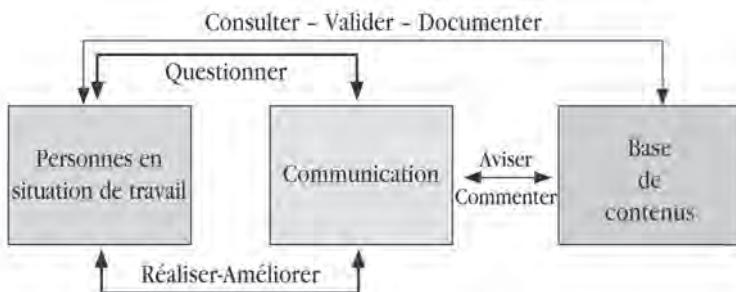 Consulter – Valider – Documenter
Questionner
Personnes en
situation de travail
Communication
Aviser
Commenter
Base
de
contenus
Réaliser-Améliorer